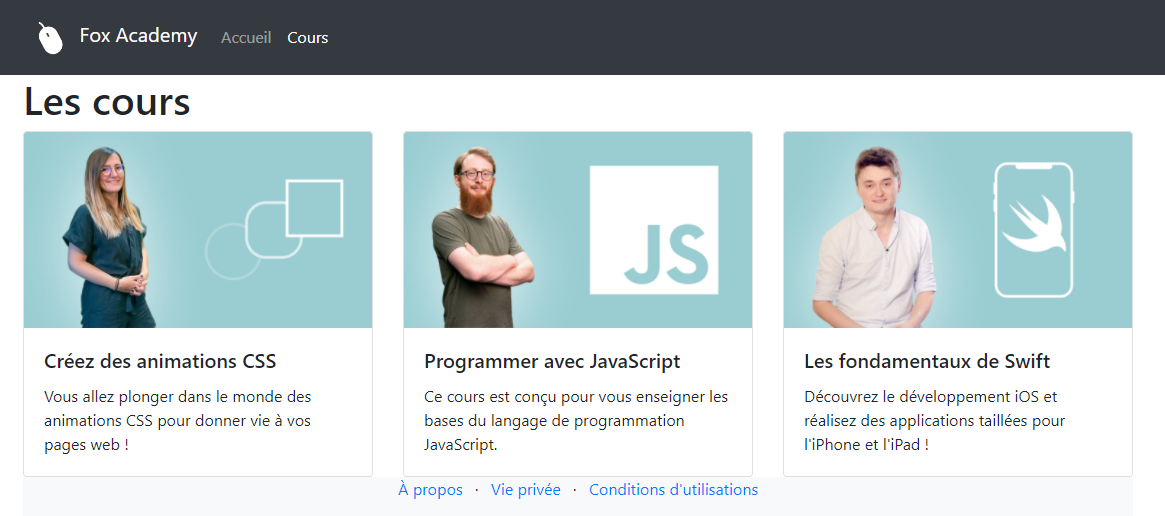 Fox Academy Accueil Cours
Les cours
JS
Créez des animations CSS
Vous allez plonger dans le monde des
animations CSS pour donner vie à vos
pages web !
Programmer avec JavaScript
Ce cours est conçu pour vous enseigner les
bases du langage de programmation
JavaScript.
Les fondamentaux de Swift
Découvrez le développement iOS et
réalisez des applications taillées pour
l'iPhone et l'iPad !
À propos · Vie privée · Conditions d'utilisations